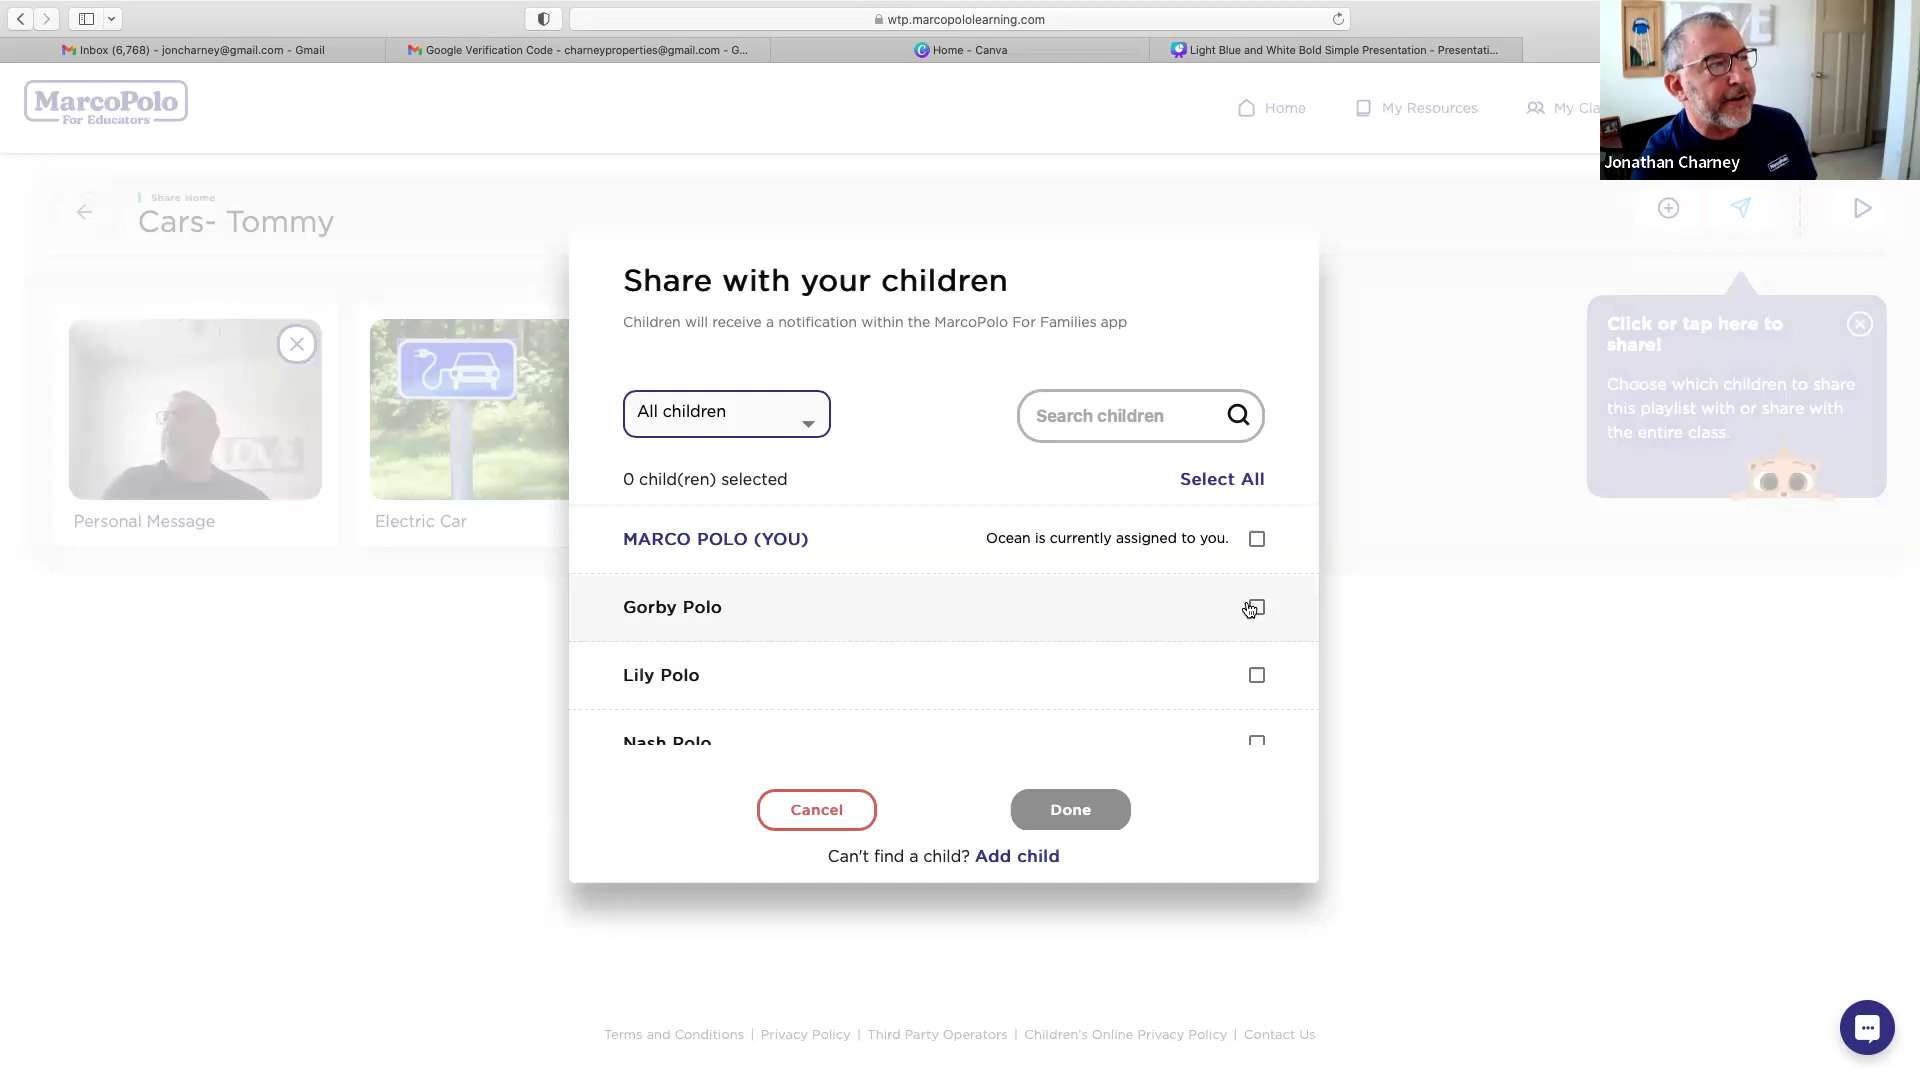 wtp.marcopololearning.com
Inbox (6,768) - joncharney@gmail.com - Gmail
Google Verification Code - charneyproperties@gmail.com - G...
Home - Canva
Light Blue and White Bold Simple Presentation - Presentati...
MarcoPolo
For Educators
Home
My Resources
My Cla
Jonathan Charney
Share Home
Cars- Tommy
Click or tap here to
share!
Choose which children to share
this playlist with or share with
the entire class.
Personal Message
Electric Car
Share with your children
Children will receive a notification within the MarcoPolo For Families app
All children
Search children
0 child(ren) selected
Select All
MARCO POLO (YOU)
Ocean is currently assigned to you.
Gorby Polo
Lily Polo
Nash Polo
Cancel
Done
Can't find a child? Add child
Terms and Conditions | Privacy Policy | Third Party Operators | Children's Online Privacy Policy | Contact Us